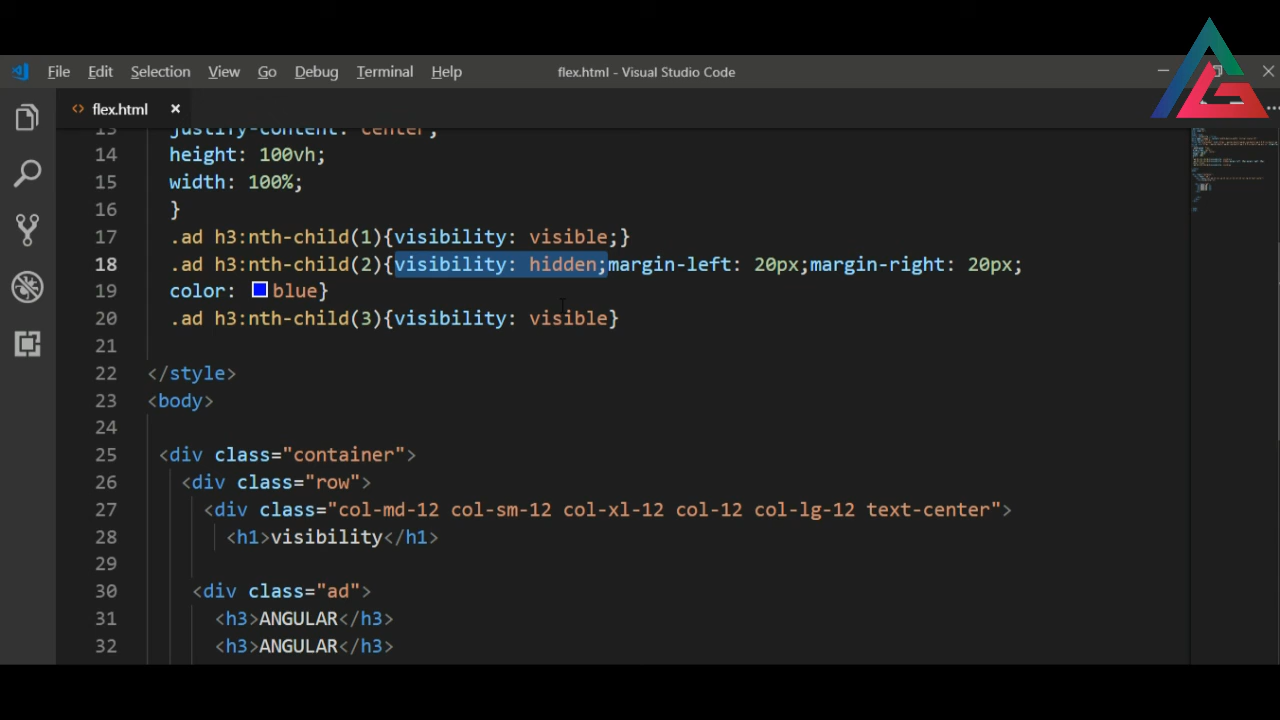 File Edit Selection View Go Debug Terminal Help flex.html - Visual Studio Code
flex.html
13 justify-content: center;
14 height: 100vh;
15 width: 100%;
16 }
17 .ad h3:nth-child(1){visibility: visible;}
18 .ad h3:nth-child(2){visibility: hidden;margin-left: 20px;margin-right: 20px;
19 color: blue}
20 .ad h3:nth-child(3){visibility: visible}
21
22 </style>
23 <body>
24
25 <div class="container">
26 <div class="row">
27 <div class="col-md-12 col-sm-12 col-xl-12 col-12 col-lg-12 text-center">
28 <h1>visibility</h1>
29
30 <div class="ad">
31 <h3>ANGULAR</h3>
32 <h3>ANGULAR</h3>